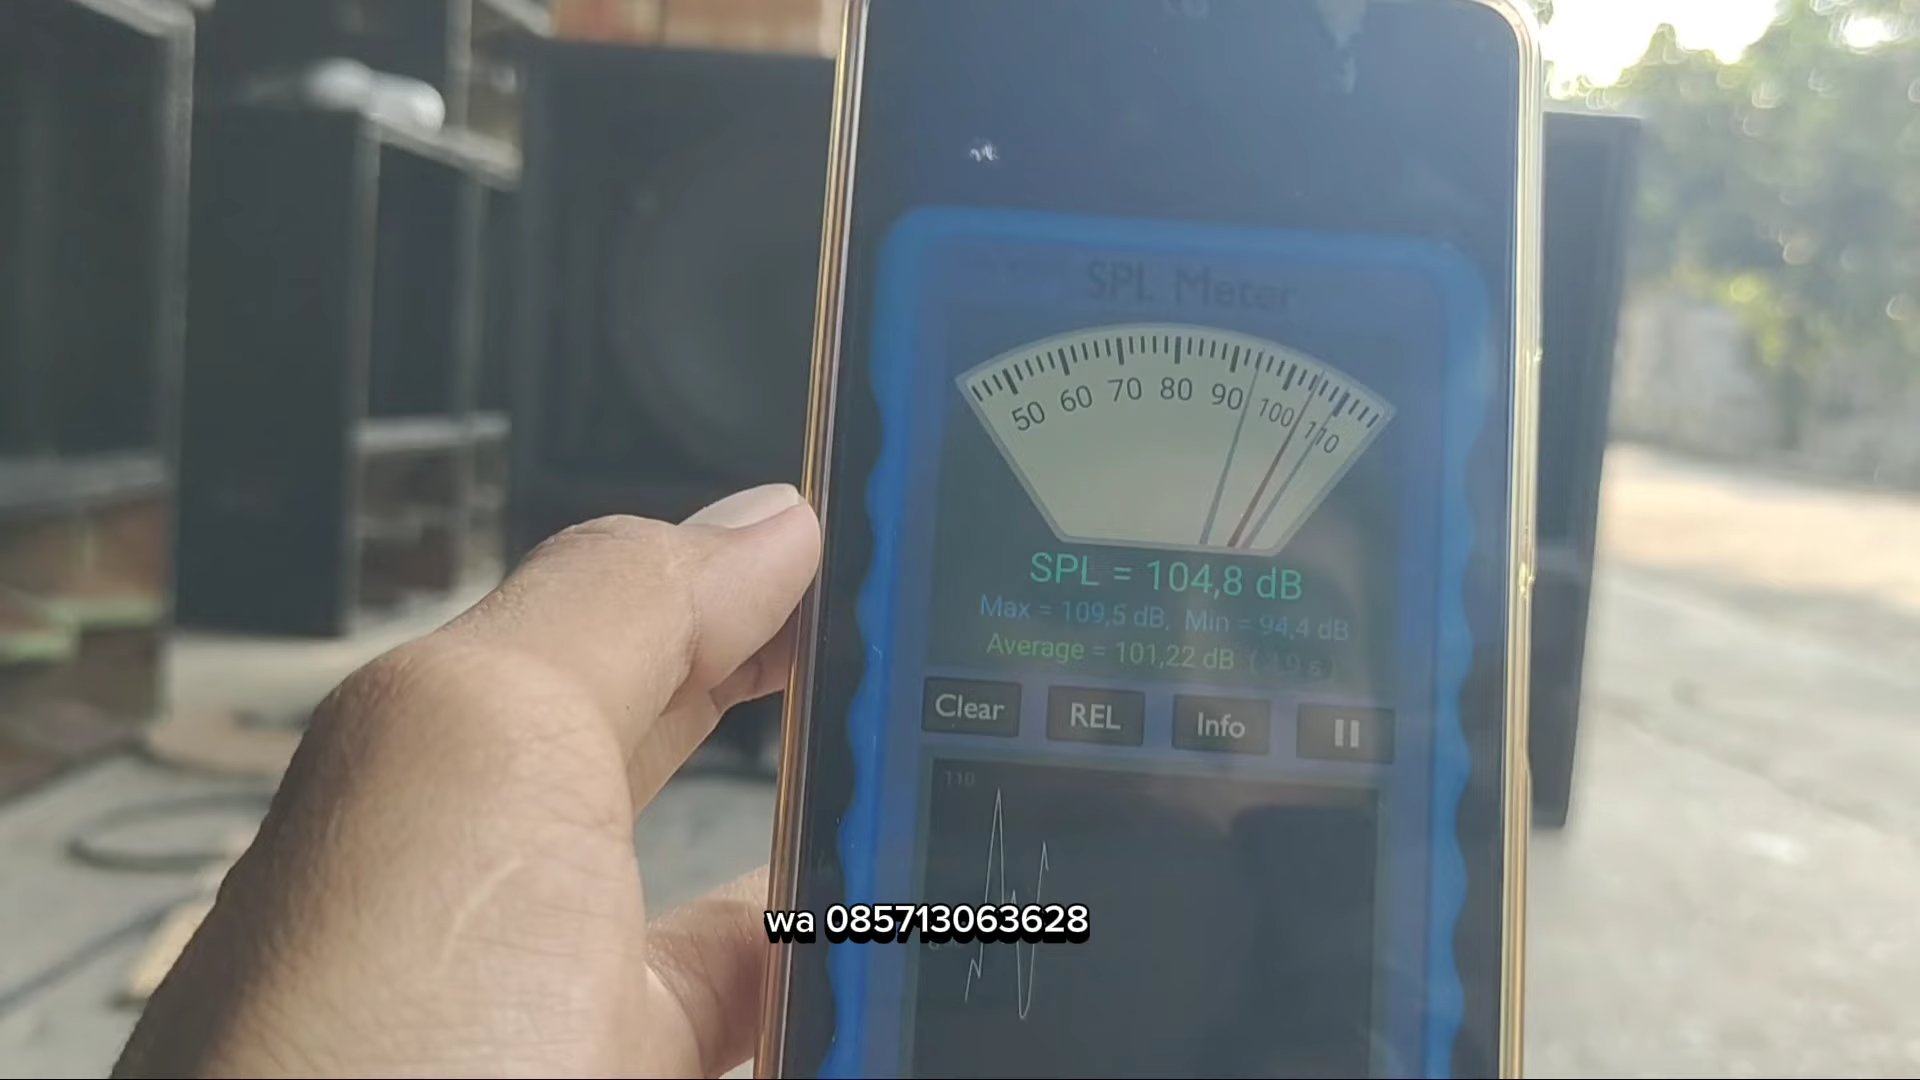 SPL Meter
50 60 70 80 90 100 110
SPL = 104,8 dB
Max = 109,5 dB, Min = 94,4 dB
Average = 101,22 dB
Clear REL Info
110
wa 085713063628